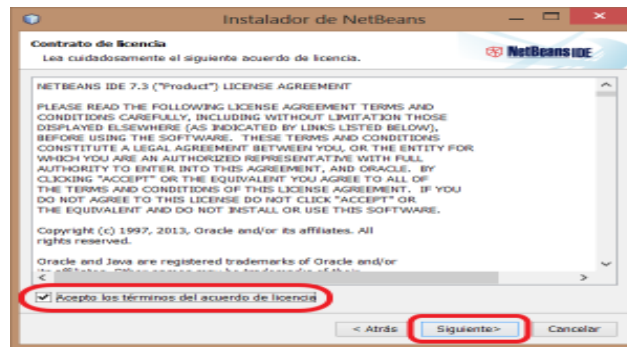 Instalador de NetBeans
Contrato de licencia
Lea cuidadosamente el siguiente acuerdo de licencia.
NetBeans IDE
NETBEANS IDE 7.3 ("Product") LICENSE AGREEMENT
PLEASE READ THE FOLLOWING LICENSE AGREEMENT TERMS AND
CONDITIONS CAREFULLY, INCLUDING WITHOUT LIMITATION THOSE
DISPLAYED ELSEWHERE (AS INDICATED BY LINKS LISTED BELOW),
BEFORE USING THE SOFTWARE. THESE TERMS AND CONDITIONS
CONSTITUTE A LEGAL AGREEMENT BETWEEN YOU, OR THE ENTITY FOR
WHICH YOU ARE AN AUTHORIZED REPRESENTATIVE WITH FULL
AUTHORITY TO ENTER INTO THIS AGREEMENT, AND ORACLE. BY
CLICKING "ACCEPT" OR THE EQUIVALENT YOU AGREE TO ALL OF
THE TERMS AND CONDITIONS OF THIS LICENSE AGREEMENT. IF YOU
DO NOT AGREE TO THIS LICENSE DO NOT CLICK "ACCEPT" OR
THE EQUIVALENT AND DO NOT INSTALL OR USE THIS SOFTWARE.
Copyright (c) 1997, 2013, Oracle and/or its affiliates. All
rights reserved.
Oracle and Java are registered trademarks of Oracle and/or
Acepto los términos del acuerdo de licencia
< Atrás
Siguiente>
Cancelar